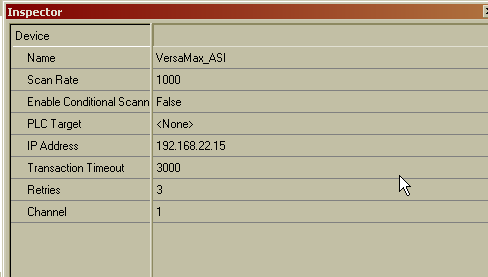 Inspector
Device
Name VersaMax_ASI
Scan Rate 1000
Enable Conditional Scann False
PLC Target <None>
IP Address 192.168.22.15
Transaction Timeout 3000
Retries 3
Channel 1